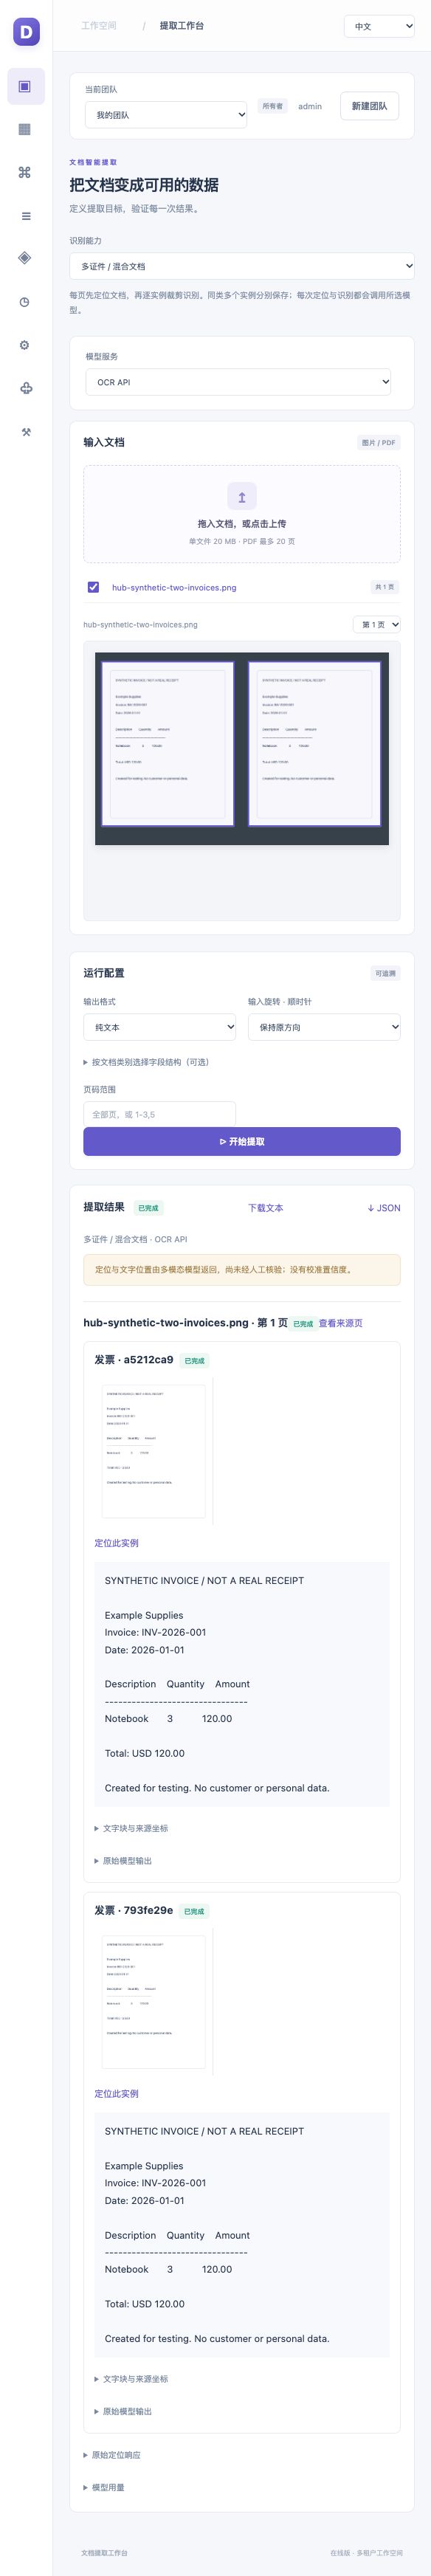 D
工作空间 / 提取工作台
中文
当前团队
我的团队
所有者 admin
新建团队
文档智能提取
把文档变成可用的数据
定义提取目标，验证每一次结果。
识别能力
多证件 / 混合文档
每页先定位文档，再逐实例裁剪识别。同类多个实例分别保存；每次定位与识别都会调用所选模
型。
模型服务
OCR API
输入文档
图片 / PDF
拖入文档，或点击上传
单文件 20 MB · PDF 最多 20 页
hub-synthetic-two-invoices.png
共 1 页
hub-synthetic-two-invoices.png
第 1 页
运行配置
可追溯
输出格式
输入旋转 · 顺时针
纯文本
保持原方向
按文档类别选择字段结构（可选）
页码范围
全部页，或 1-3,5
开始提取
提取结果 已完成
下载文本
↓ JSON
多证件 / 混合文档 · OCR API
定位与文字位置由多模态模型返回，尚未经人工核验；没有校准置信度。
hub-synthetic-two-invoices.png · 第 1 页 已完成 查看来源页
发票 · a5212ca9 已完成
定位此实例
SYNTHETIC INVOICE / NOT A REAL RECEIPT
Example Supplies
Invoice: INV-2026-001
Date: 2026-01-01
Description Quantity Amount
--------------------------------
Notebook 3 120.00
Total: USD 120.00
Created for testing. No customer or personal data.
文字块与来源坐标
原始模型输出
发票 · 793fe29e 已完成
定位此实例
SYNTHETIC INVOICE / NOT A REAL RECEIPT
Example Supplies
Invoice: INV-2026-001
Date: 2026-01-01
Description Quantity Amount
--------------------------------
Notebook 3 120.00
Total: USD 120.00
Created for testing. No customer or personal data.
文字块与来源坐标
原始模型输出
原始定位响应
模型用量
文档提取工作台
在线版 · 多租户工作空间